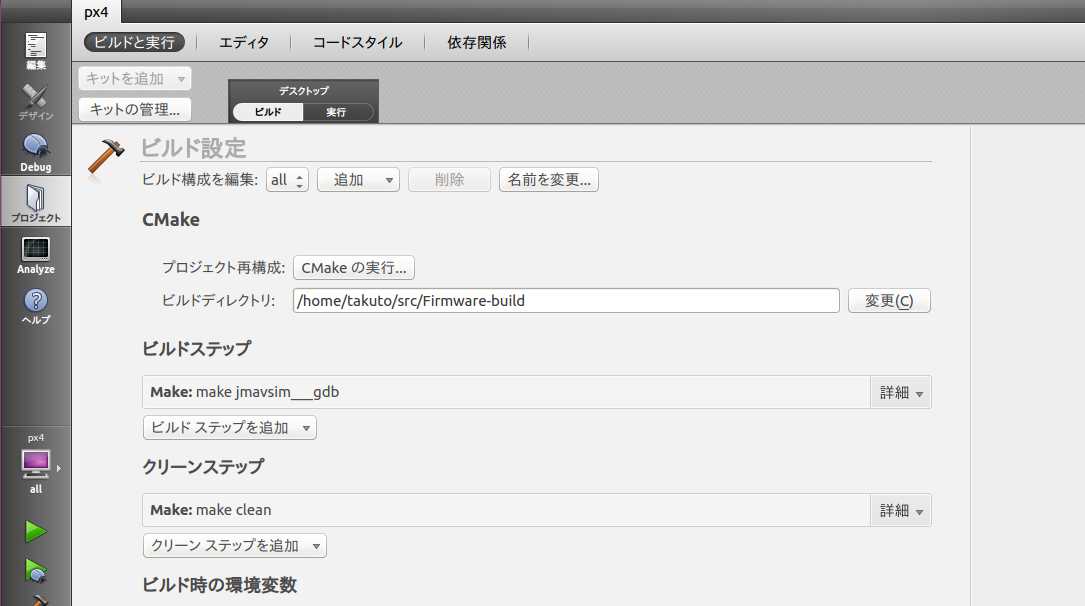 px4
ビルドと実行 エディタ コードスタイル 依存関係
編集
デザイン
Debug
プロジェクト
Analyze
ヘルプ
px4
all
キットを追加
キットの管理...
デスクトップ
ビルド 実行
ビルド設定
ビルド構成を編集: all 追加 削除 名前を変更...
CMake
プロジェクト再構成: CMake の実行...
ビルドディレクトリ: /home/takuto/src/Firmware-build 変更(C)
ビルドステップ
Make: make jmavsim___gdb 詳細
ビルド ステップを追加
クリーンステップ
Make: make clean 詳細
クリーン ステップを追加
ビルド時の環境変数